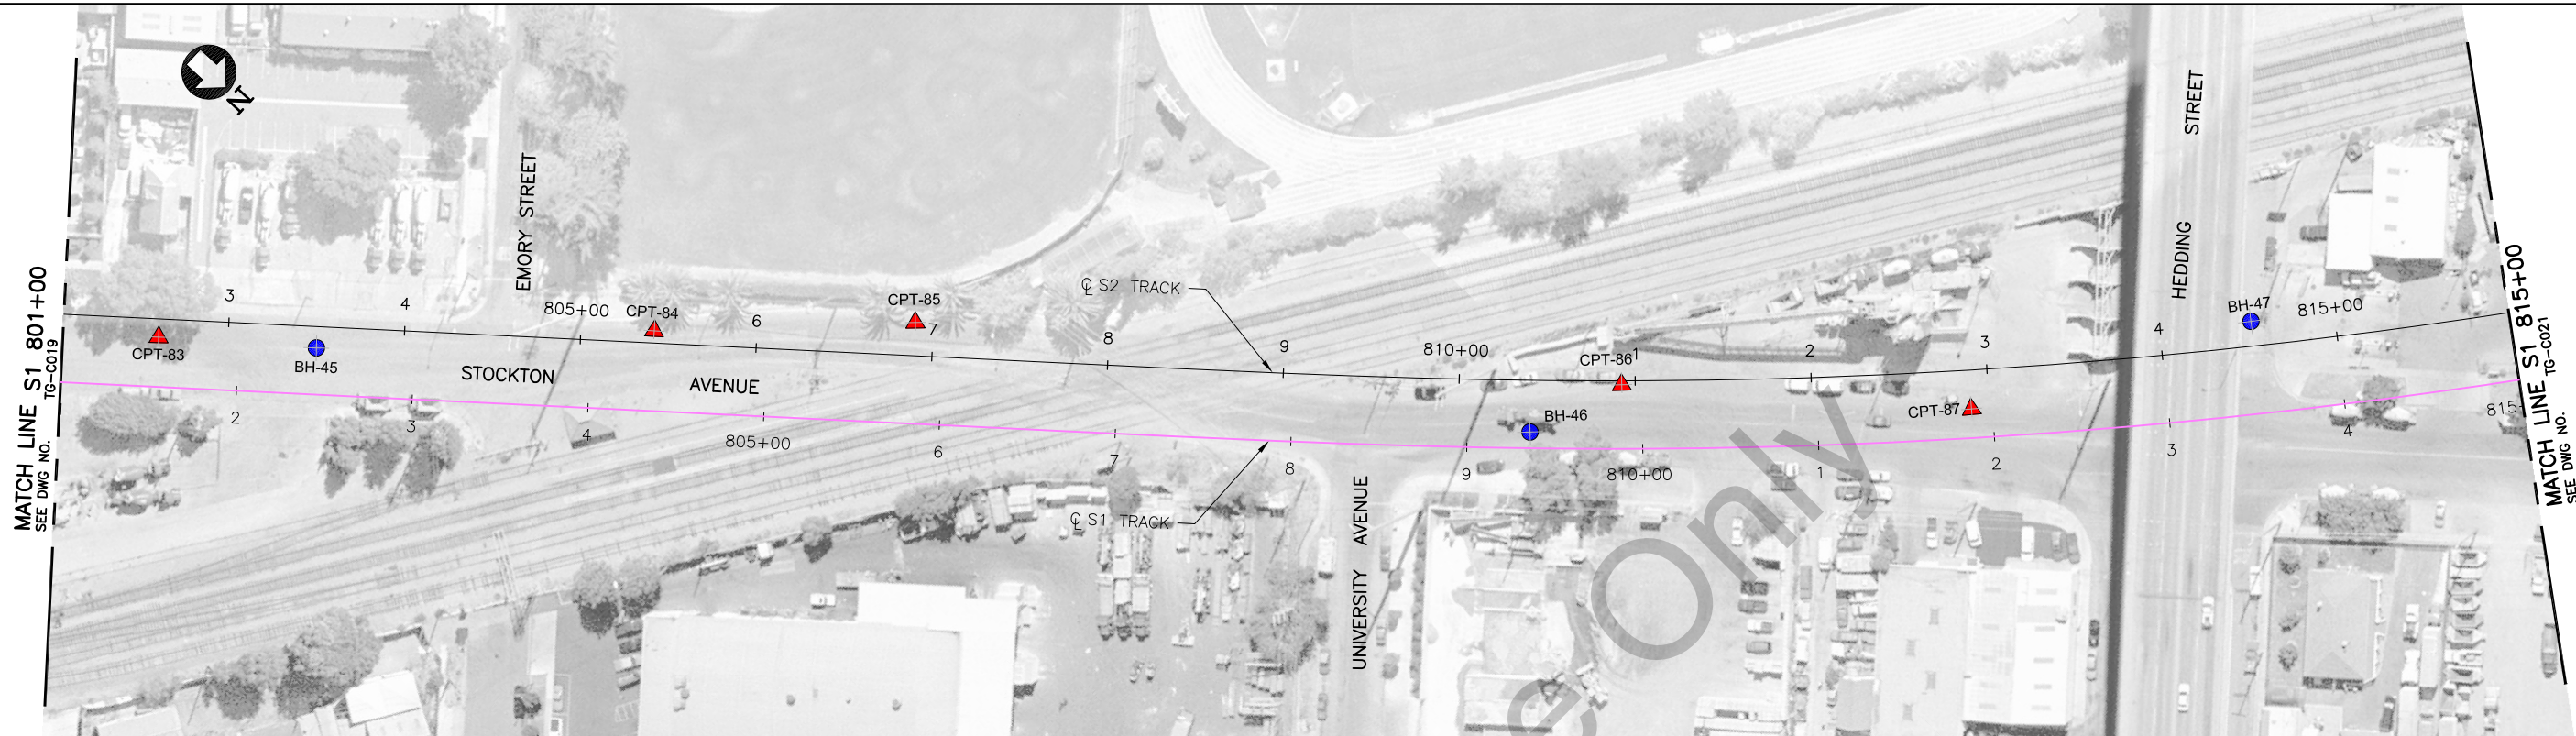 N
MATCH LINE S1 801+00
SEE DWG NO. TG-C019
EMORY STREET
3
4
805+00
6
7
8
9
810+00
1
2
3
4
815+00
CPT-83
BH-45
CPT-84
CPT-85
CPT-86
CPT-87
BH-46
BH-47
STOCKTON AVENUE
℄ S2 TRACK
℄ S1 TRACK
2
3
4
805+00
6
7
8
9
810+00
1
2
3
4
815
UNIVERSITY AVENUE
HEDDING STREET
MATCH LINE S1 815+00
SEE DWG NO. TG-C021
e Only